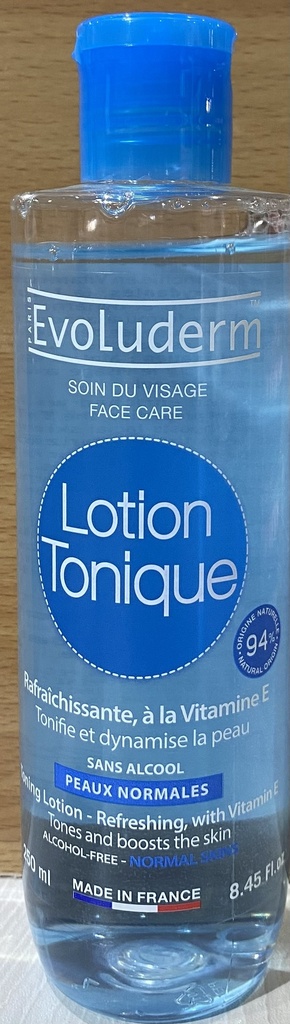 PARIS
EVOLUDERM™
SOIN DU VISAGE
FACE CARE
Lotion
Tonique
ORIGINE NATURELLE
94%
NATURAL ORIGIN
Rafraîchissante, à la Vitamine E
Tonifie et dynamise la peau
SANS ALCOOL
PEAUX NORMALES
Toning Lotion - Refreshing, with Vitamin E
Tones and boosts the skin
ALCOHOL-FREE - NORMAL SKINS
250 ml
MADE IN FRANCE
8.45 Fl.oz